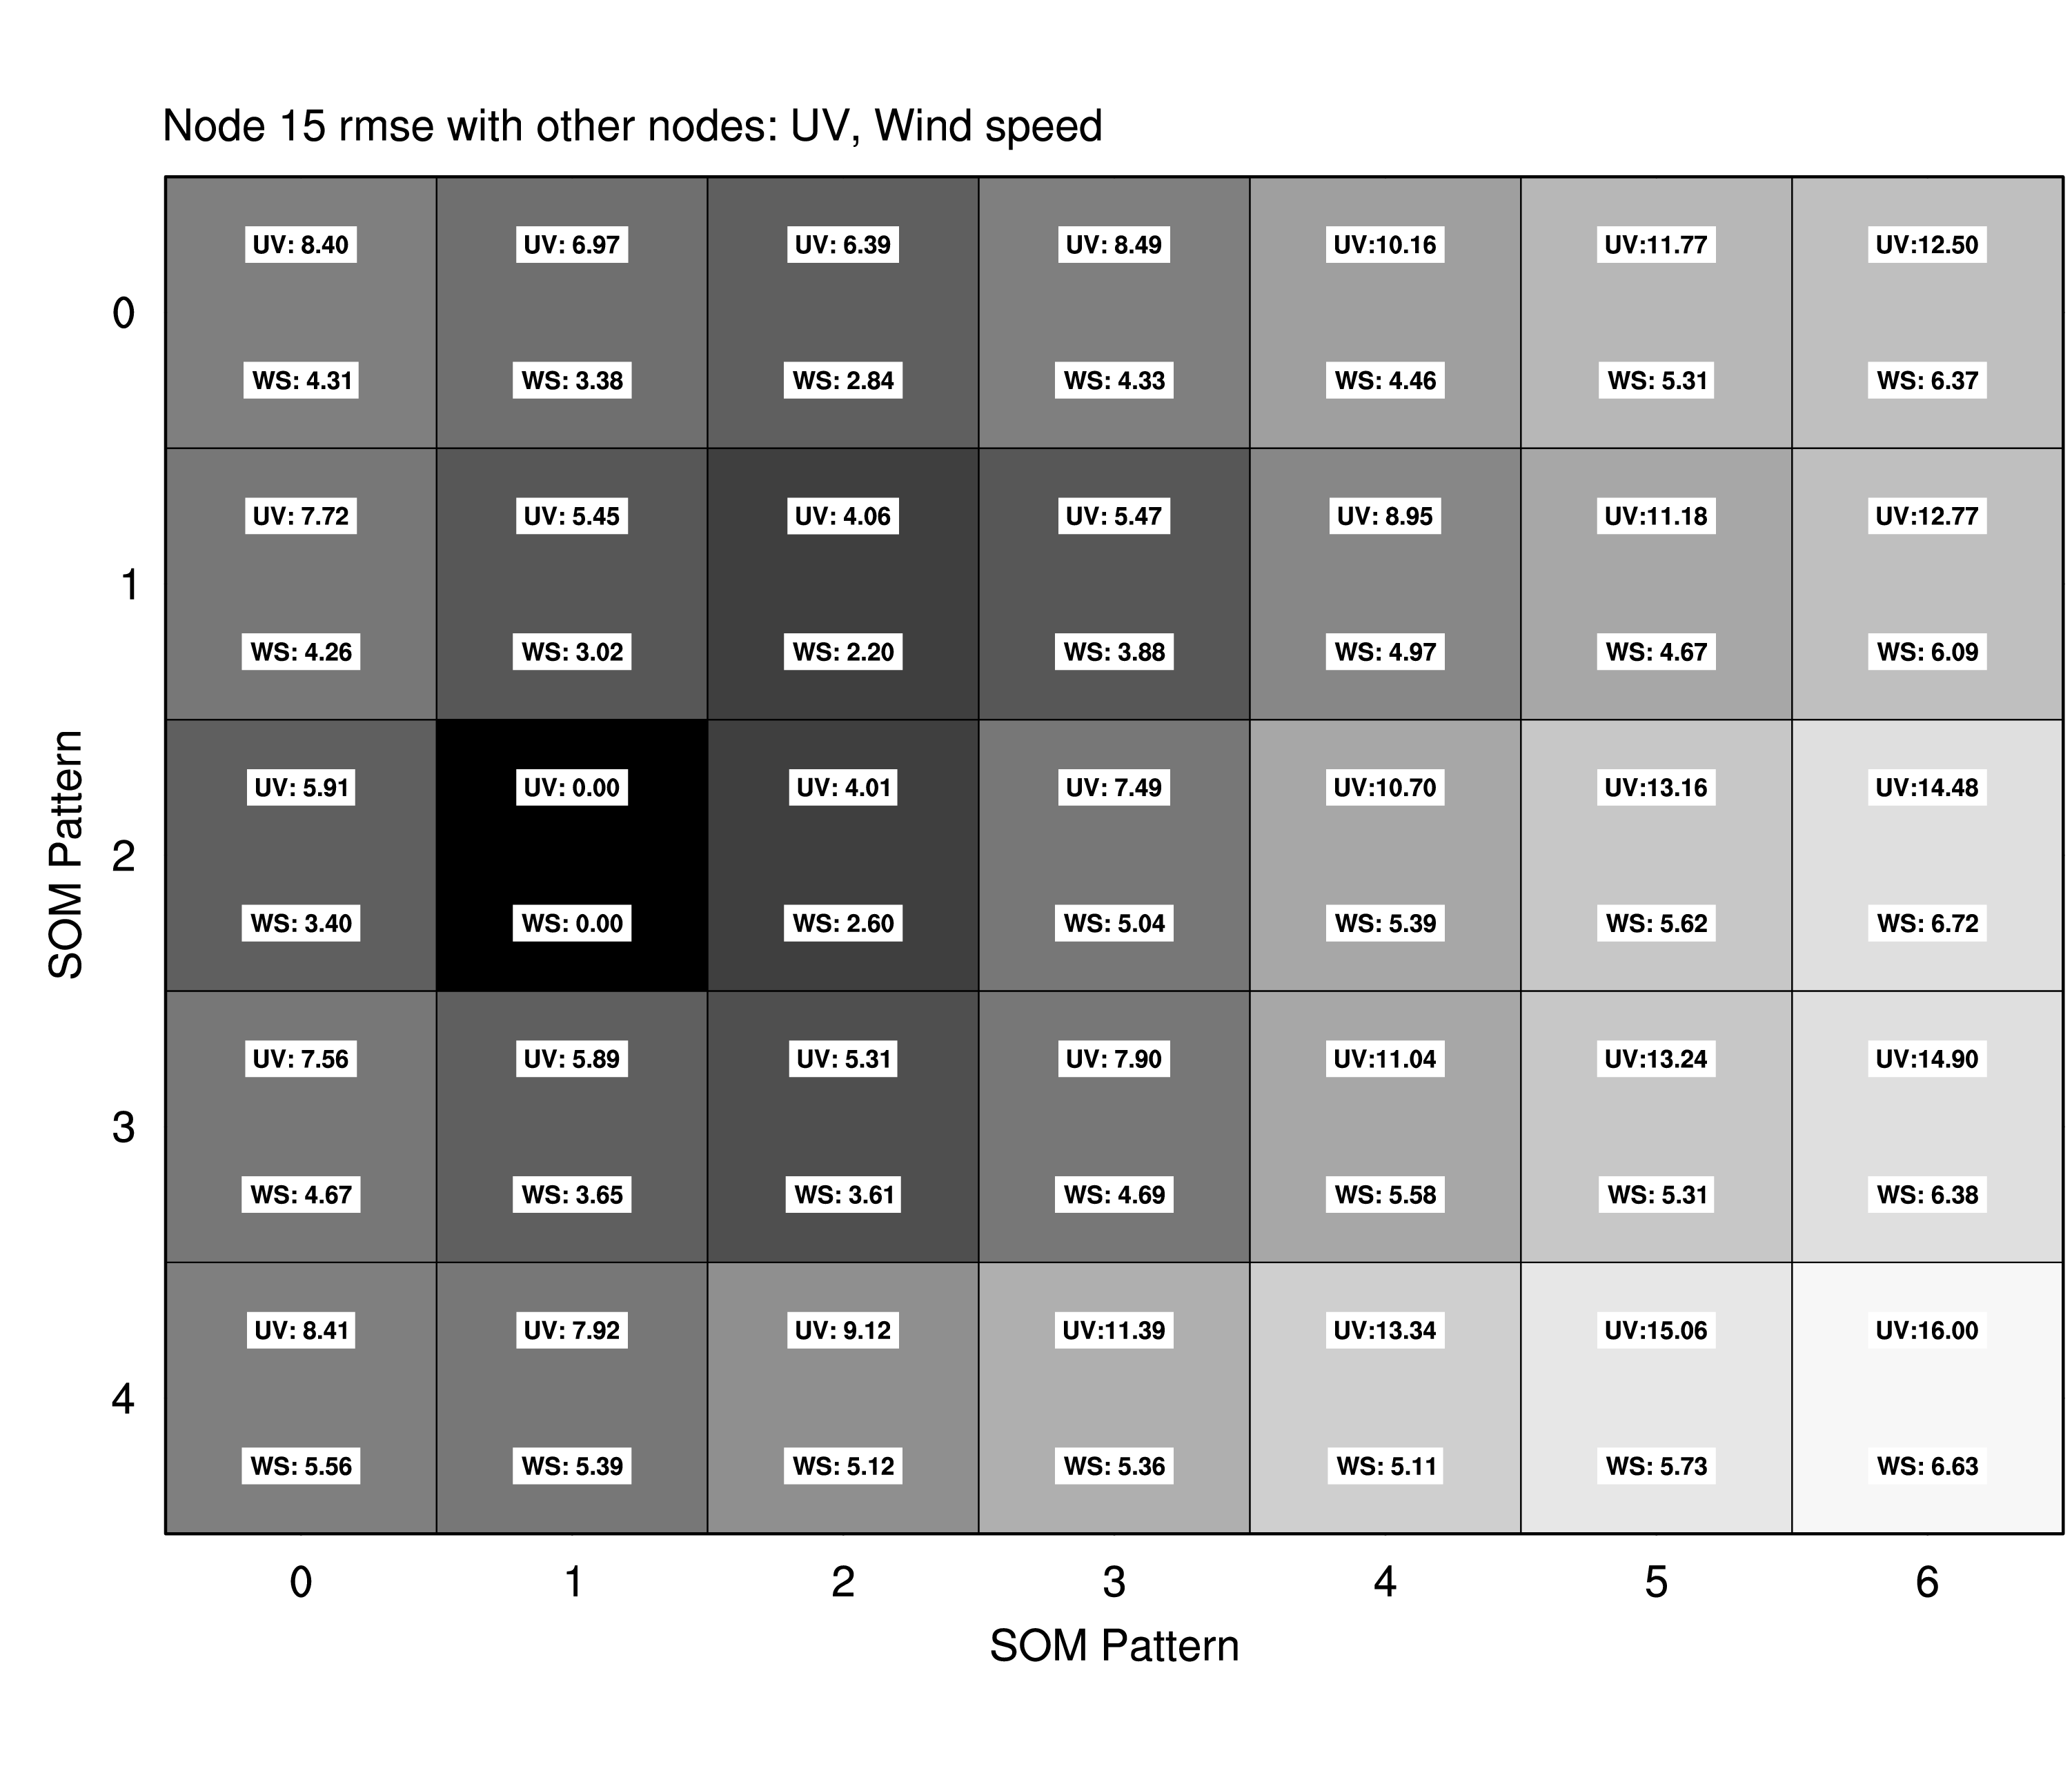 Node 15 rmse with other nodes: UV, Wind speed
UV: 8.40 UV: 6.97 UV: 6.39 UV: 8.49 UV:10.16 UV:11.77 UV:12.50
0
WS: 4.31 WS: 3.38 WS: 2.84 WS: 4.33 WS: 4.46 WS: 5.31 WS: 6.37
UV: 7.72 UV: 5.45 UV: 4.06 UV: 5.47 UV: 8.95 UV:11.18 UV:12.77
1
WS: 4.26 WS: 3.02 WS: 2.20 WS: 3.88 WS: 4.97 WS: 4.67 WS: 6.09
UV: 5.91 UV: 0.00 UV: 4.01 UV: 7.49 UV:10.70 UV:13.16 UV:14.48
SOM Pattern
2
WS: 3.40 WS: 0.00 WS: 2.60 WS: 5.04 WS: 5.39 WS: 5.62 WS: 6.72
UV: 7.56 UV: 5.89 UV: 5.31 UV: 7.90 UV:11.04 UV:13.24 UV:14.90
3
WS: 4.67 WS: 3.65 WS: 3.61 WS: 4.69 WS: 5.58 WS: 5.31 WS: 6.38
UV: 8.41 UV: 7.92 UV: 9.12 UV:11.39 UV:13.34 UV:15.06 UV:16.00
4
WS: 5.56 WS: 5.39 WS: 5.12 WS: 5.36 WS: 5.11 WS: 5.73 WS: 6.63
0 1 2 3 4 5 6
SOM Pattern